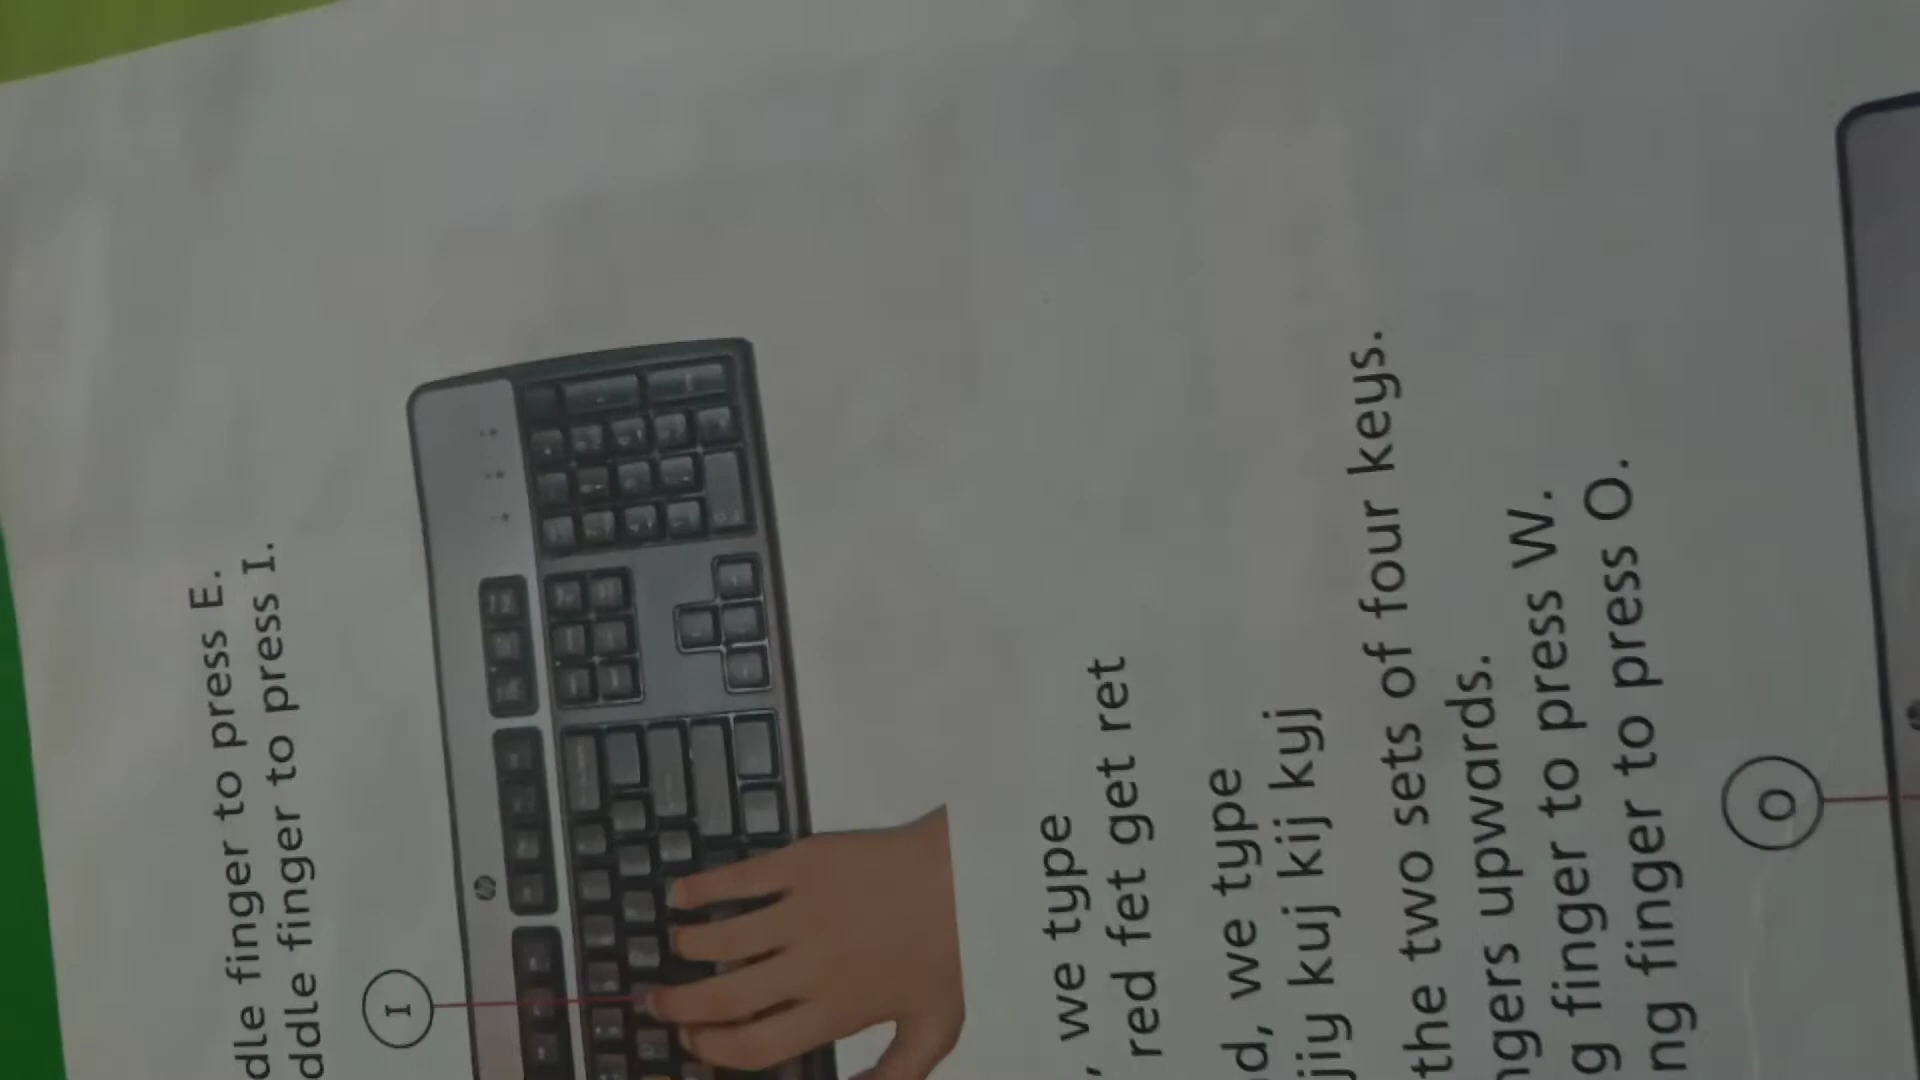 dle finger to press E.
ddle finger to press I.
I
hp
, we type
red fet get ret
d, we type
jiy kuj kij kyj
the two sets of four keys.
ngers upwards.
g finger to press W.
ng finger to press O.
O